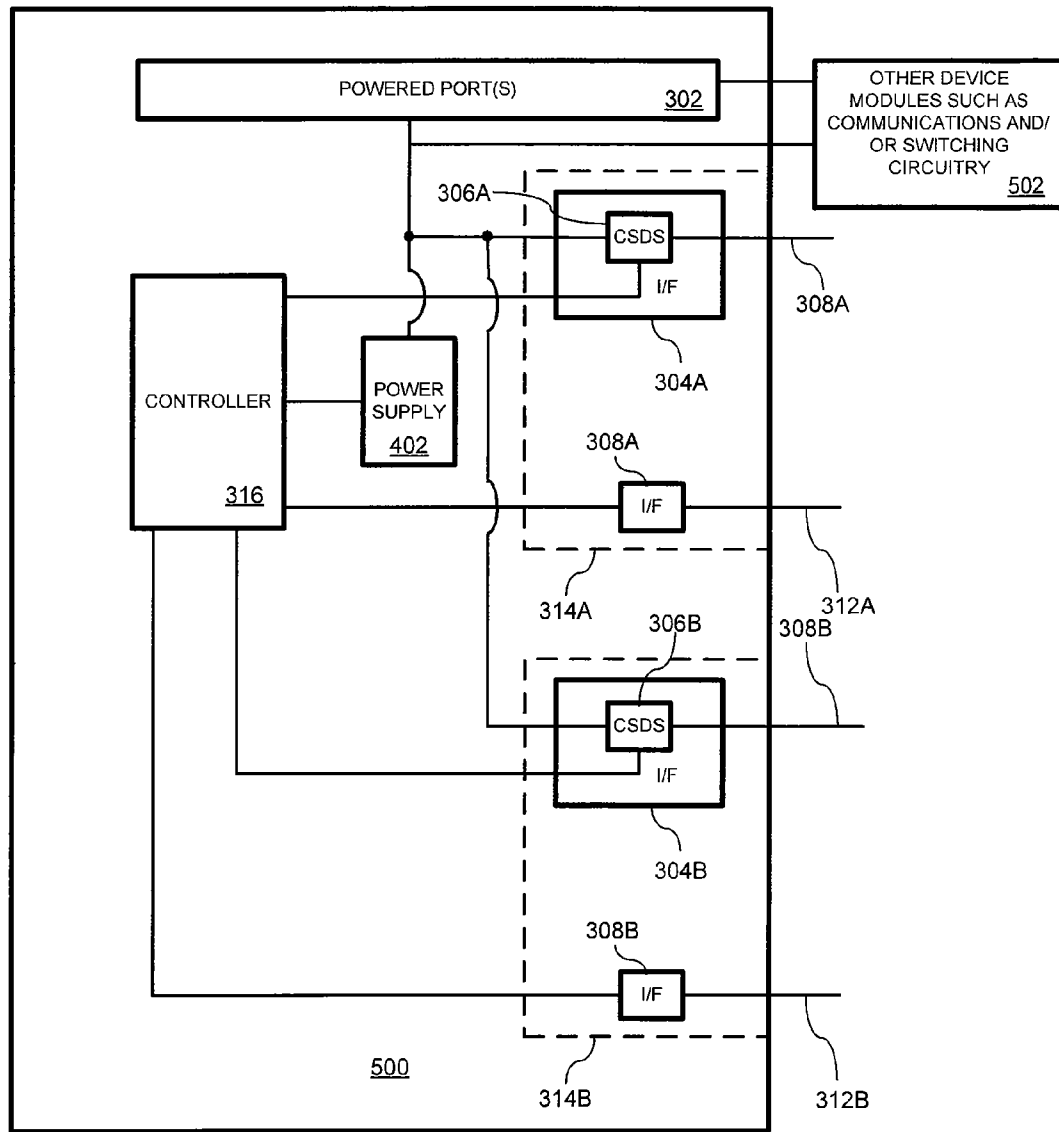 POWERED PORT(S)
302
OTHER DEVICE
MODULES SUCH AS
COMMUNICATIONS AND/
OR SWITCHING
CIRCUITRY
502
306A
CSDS
I/F
308A
304A
CONTROLLER
316
POWER
SUPPLY
402
308A
I/F
314A
312A
308B
306B
CSDS
I/F
304B
308B
I/F
500
314B
312B